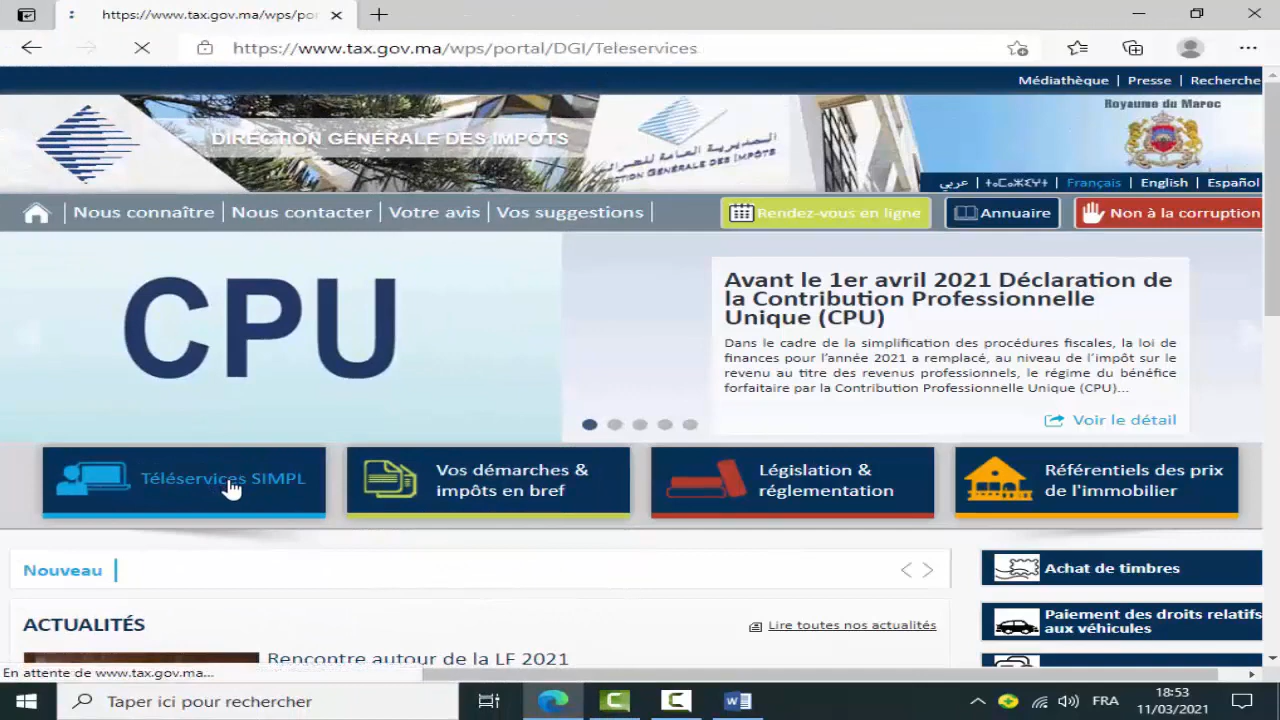 https://www.tax.gov.ma/wps/por
https://www.tax.gov.ma/wps/portal/DGI/Teleservices
Médiathèque | Presse | Recherche
Royaume du Maroc
DIRECTION GÉNÉRALE DES IMPÔTS
المديرية العامة للضرائب
DIRECTION GÉNÉRALE DES IMPÔTS
عربي | ⵜⴰⵎⴰⵣⵉⵖⵜ | Français | English | Español
Nous connaître | Nous contacter | Votre avis | Vos suggestions |
Rendez-vous en ligne
Annuaire
Non à la corruption
CPU
Avant le 1er avril 2021 Déclaration de
la Contribution Professionnelle
Unique (CPU)
Dans le cadre de la simplification des procédures fiscales, la loi de
finances pour l'année 2021 a remplacé, au niveau de l'impôt sur le
revenu au titre des revenus professionnels, le régime du bénéfice
forfaitaire par la Contribution Professionnelle Unique (CPU)...
Voir le détail
Téléservices SIMPL
Vos démarches &
impôts en bref
Législation &
réglementation
Référentiels des prix
de l'immobilier
Nouveau
Achat de timbres
ACTUALITÉS
Lire toutes nos actualités
Paiement des droits relatifs
aux véhicules
Rencontre autour de la LF 2021
En attente de www.tax.gov.ma...
Taper ici pour rechercher
FRA
18:53
11/03/2021